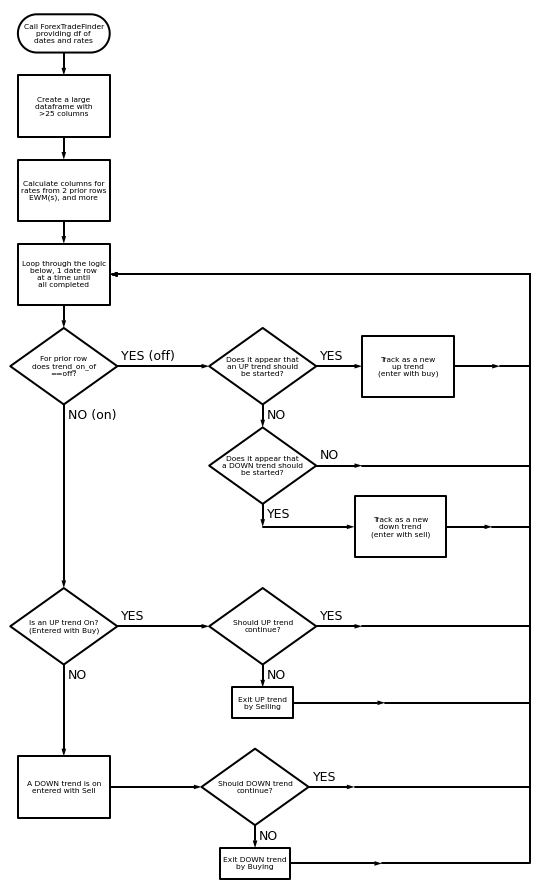 Call ForexTradeFinder
providing df of
dates and rates
Create a large
dataframe with
>25 columns
Calculate columns for
rates from 2 prior rows
EWM(s), and more
Loop through the logic
below, 1 date row
at a time until
all completed
For prior row
does trend_on_of
==off?
YES (off)
Does it appear that
an UP trend should
be started?
YES
Track as a new
up trend
(enter with buy)
NO (on)
NO
Does it appear that
a DOWN trend should
be started?
NO
YES
Track as a new
down trend
(enter with sell)
Is an UP trend On?
(Entered with Buy)
YES
Should UP trend
continue?
YES
NO
NO
Exit UP trend
by Selling
A DOWN trend is on
entered with Sell
Should DOWN trend
continue?
YES
NO
Exit DOWN trend
by Buying